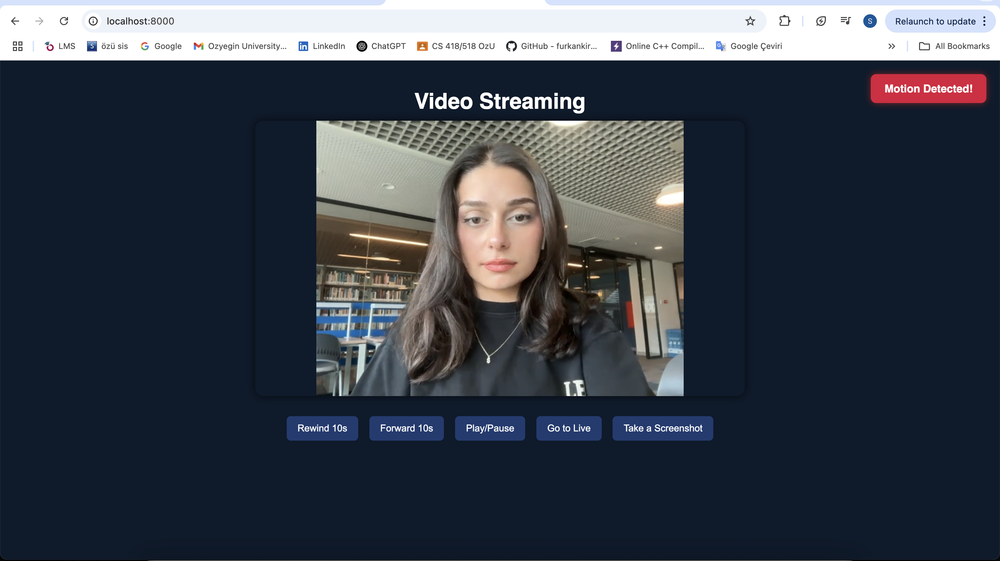 localhost:8000
Relaunch to update
S
LMS
S
özü sis
Google
Ozyegin University...
LinkedIn
ChatGPT
CS 418/518 OzU
GitHub - furkankir...
Online C++ Compil...
Google Çeviri
All Bookmarks
Motion Detected!
Video Streaming
LE
Rewind 10s
Forward 10s
Play/Pause
Go to Live
Take a Screenshot